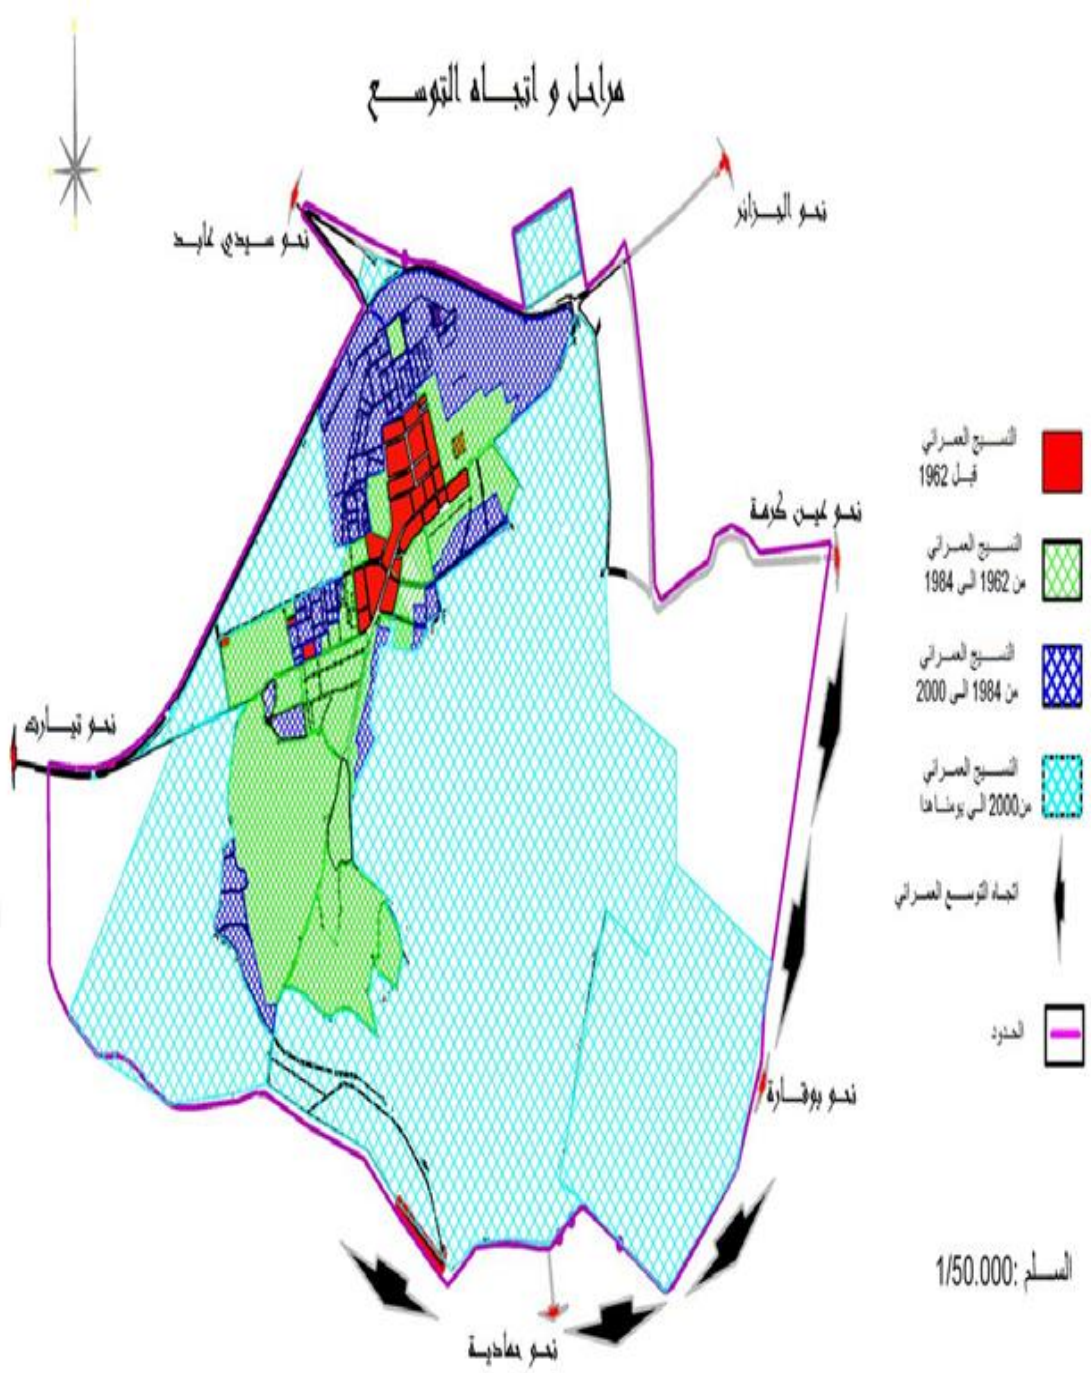 مراحل و اتجاه التوسع
نحو الجزائر
نحو سيدي عابد
النسيج العمراني
قبل 1962
نحو عين كرمة
النسيج العمراني
من 1962 الى 1984
النسيج العمراني
من 1984 الى 2000
نحو تيارت
النسيج العمراني
من2000 الى يومنا هدا
اتجاه التوسع العمراني
الحدود
نحو بوقارة
السلم :1/50.000
نحو حمادية